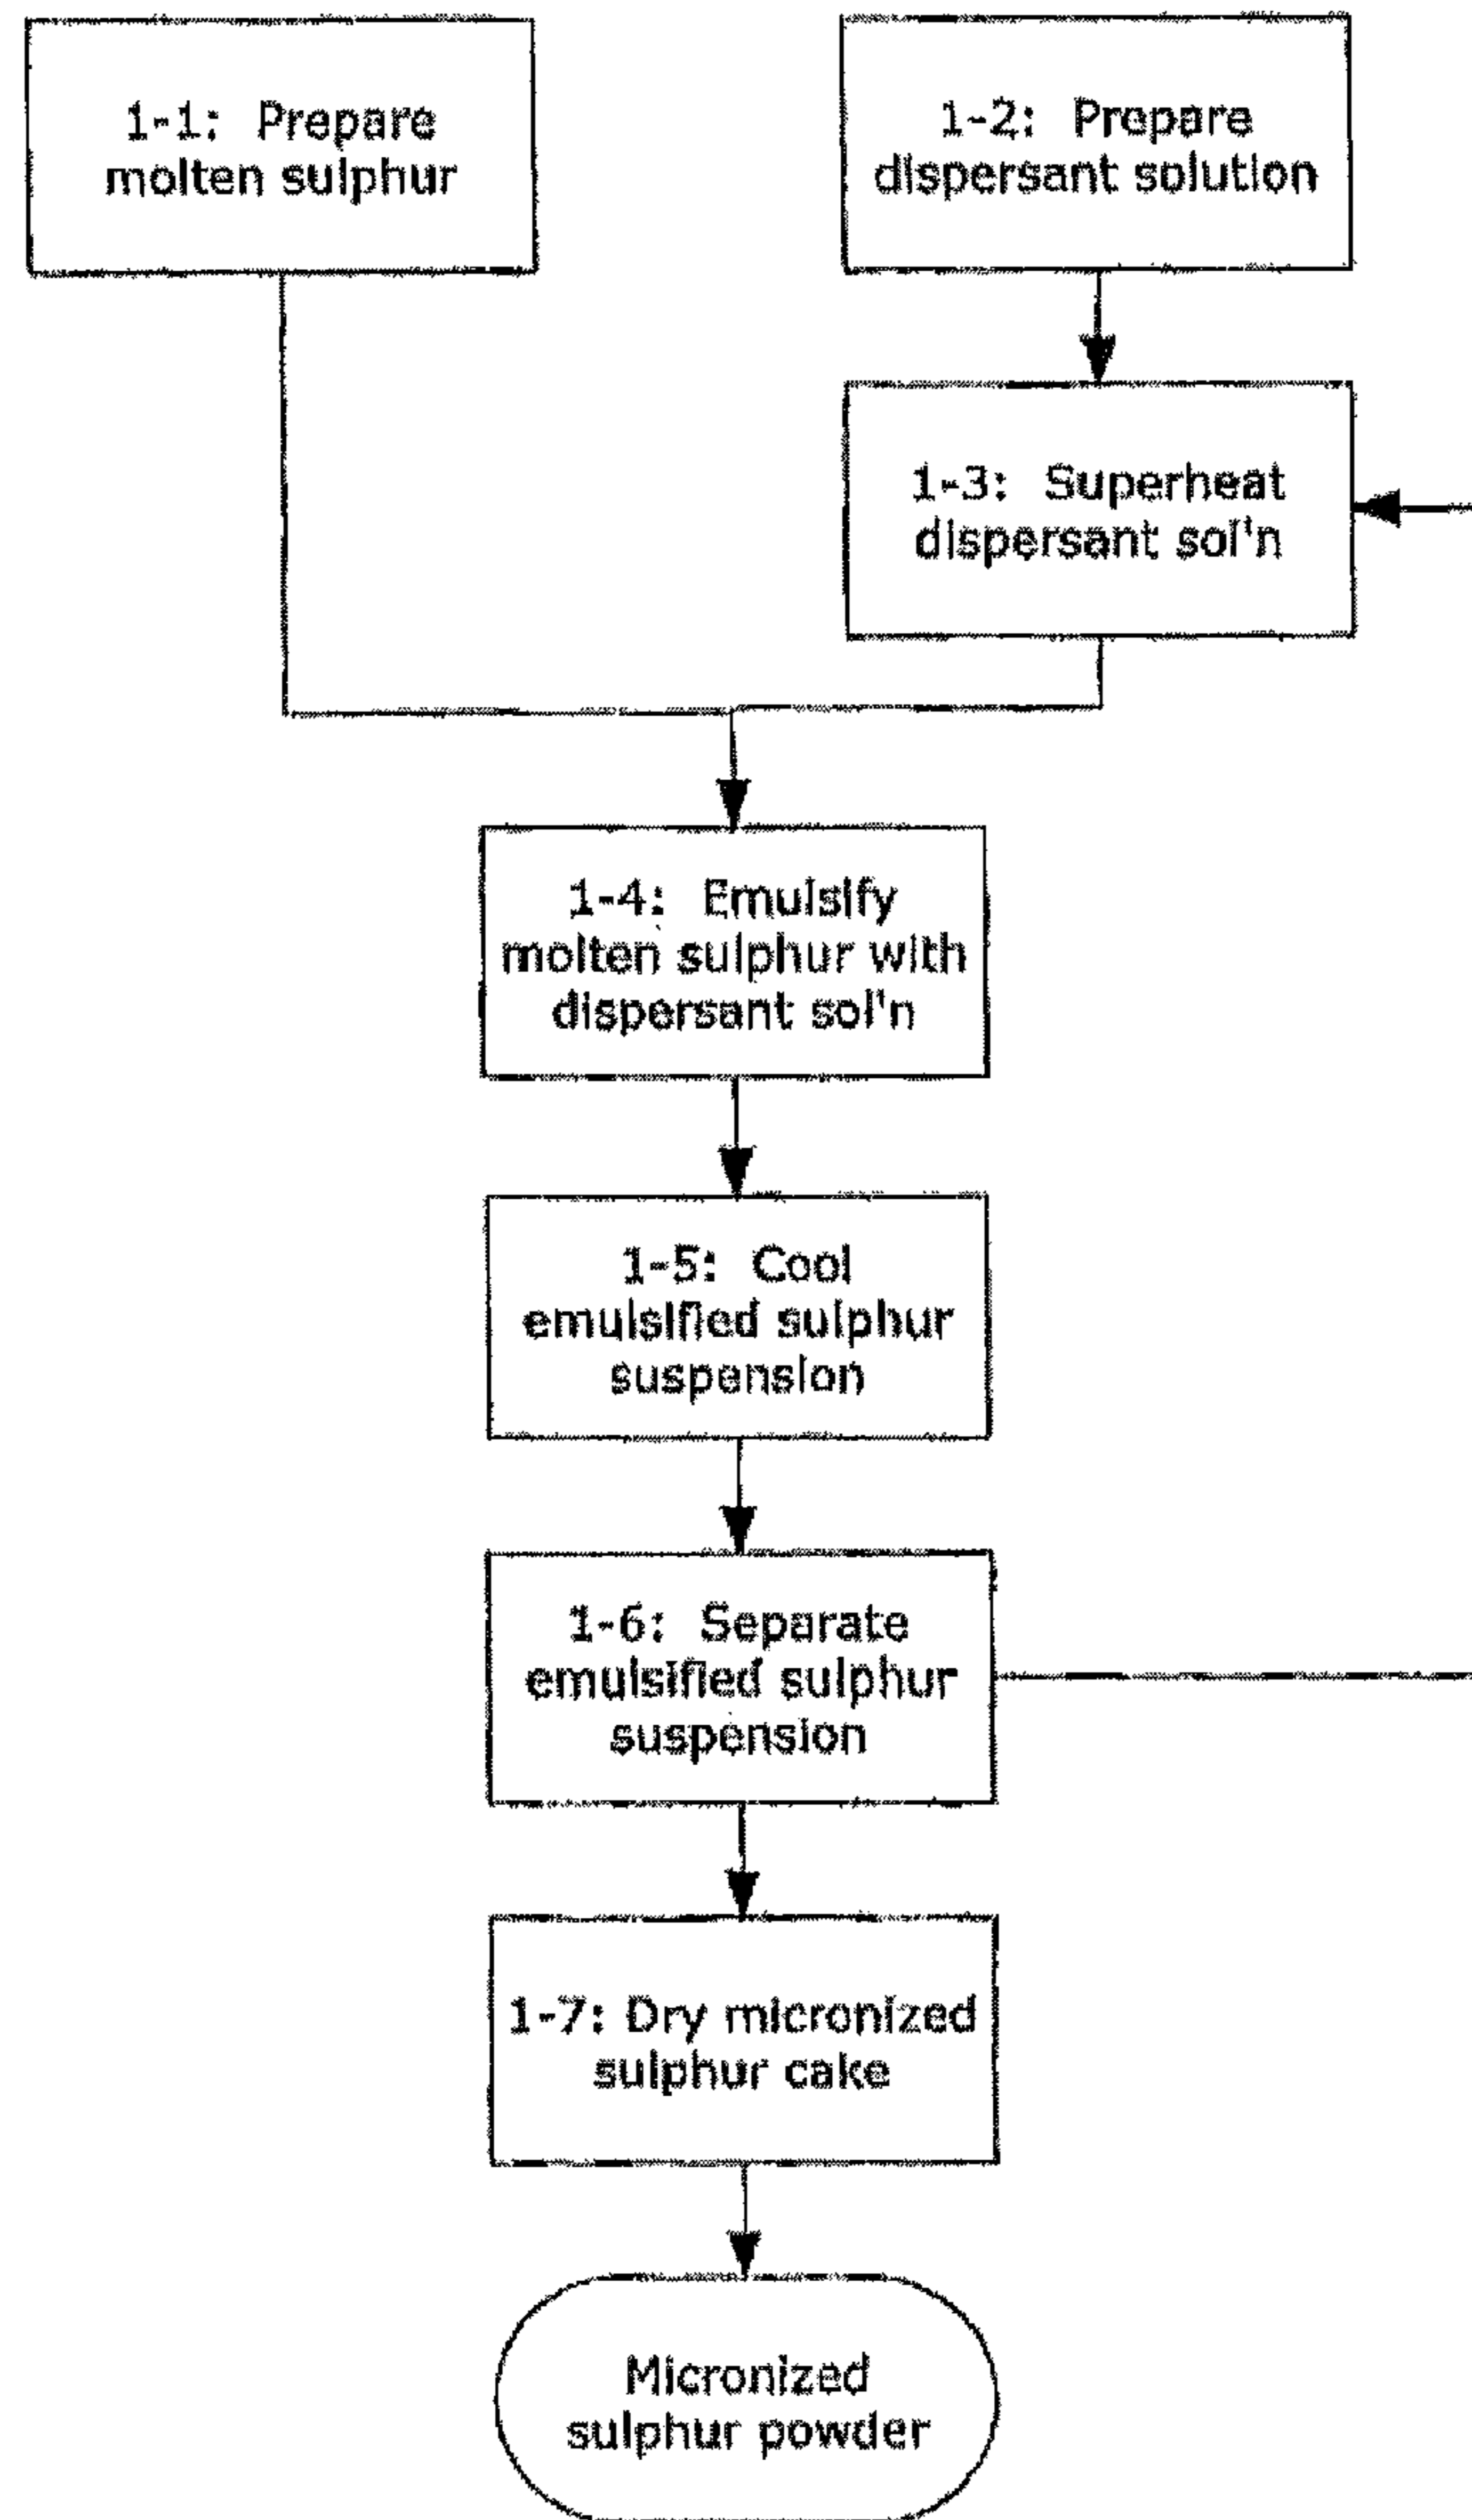 1-1: Prepare
molten sulphur
1-2: Prepare
dispersant solution
1-3: Superheat
dispersant sol'n
1-4: Emulsify
molten sulphur with
dispersant sol'n
1-5: Cool
emulsified sulphur
suspension
1-6: Separate
emulsified sulphur
suspension
1-7: Dry micronized
sulphur cake
Micronized
sulphur powder